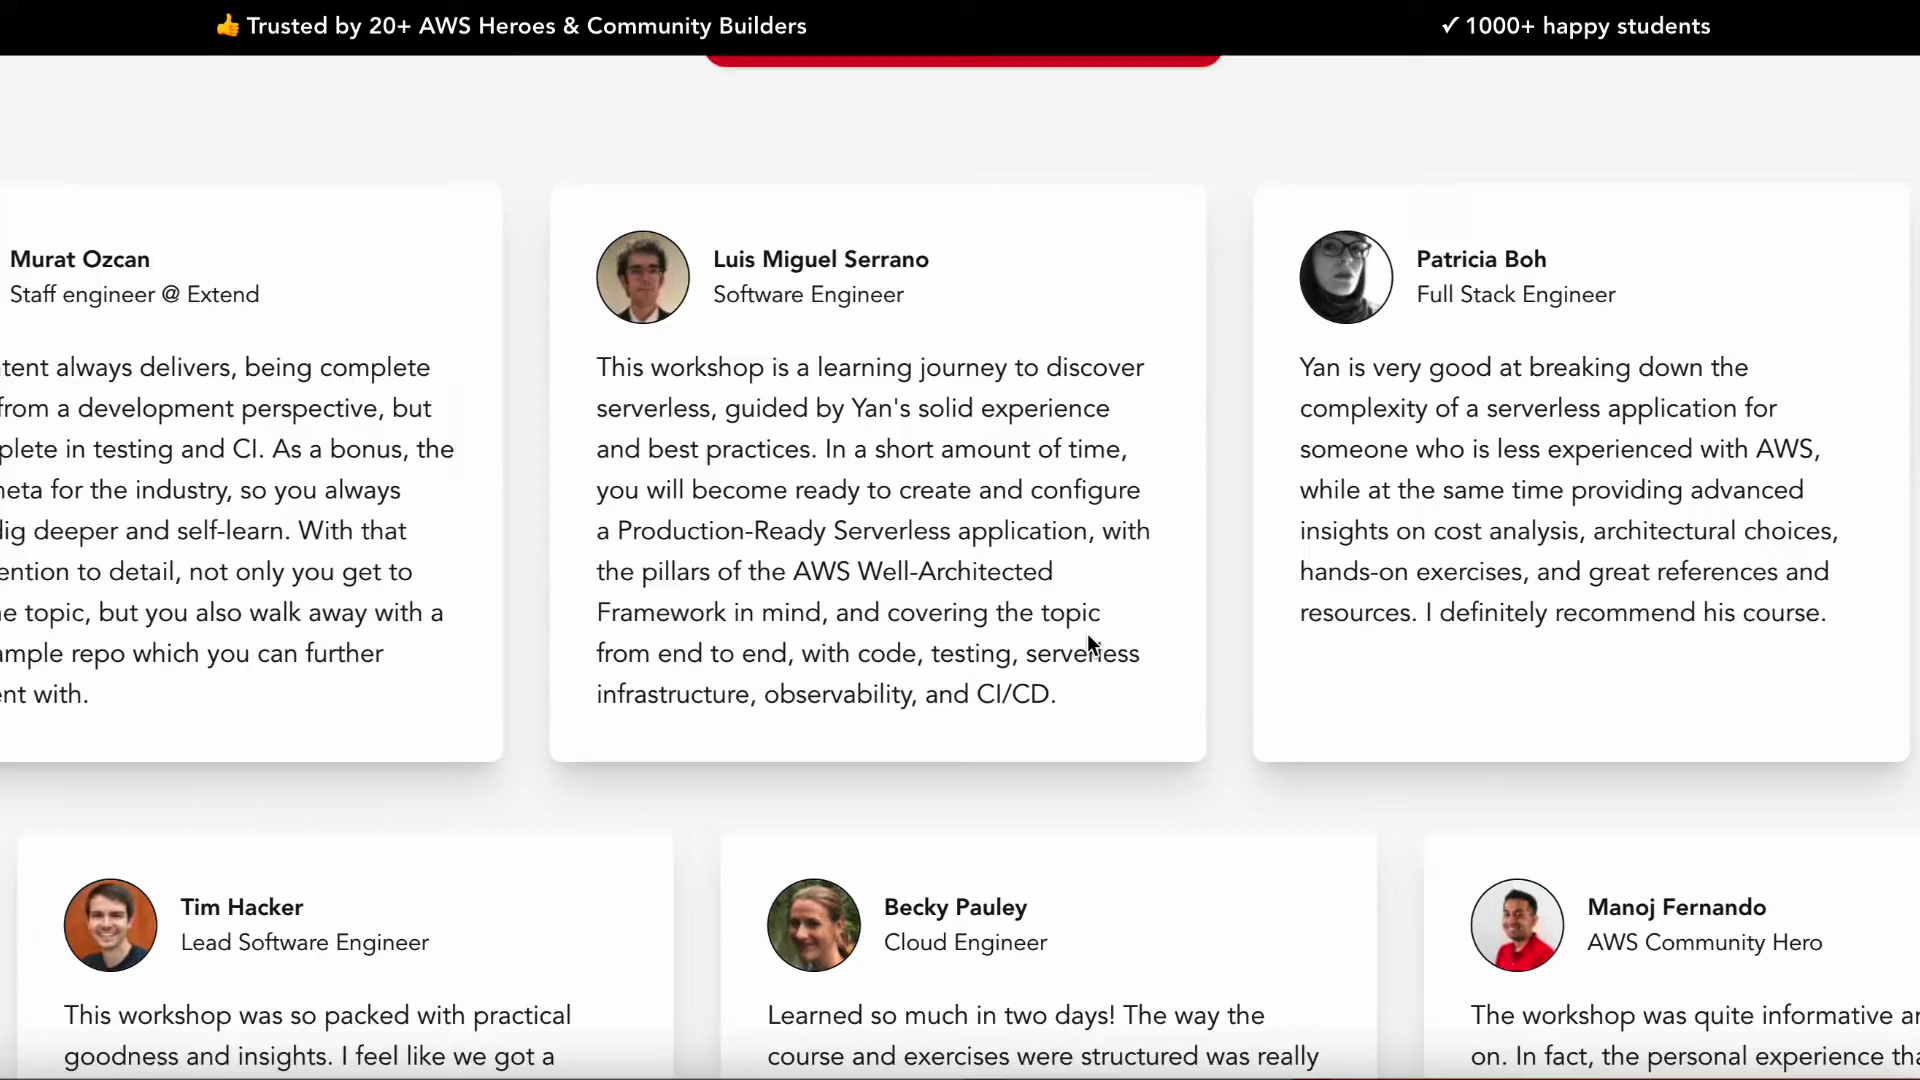 👍 Trusted by 20+ AWS Heroes & Community Builders
✓ 1000+ happy students
Murat Ozcan
Staff engineer @ Extend
always delivers, being complete
from a development perspective, but
in testing and CI. As a bonus, the
for the industry, so you always
deeper and self-learn. With that
to detail, not only you get to
topic, but you also walk away with a
repo which you can further
with.
Luis Miguel Serrano
Software Engineer
This workshop is a learning journey to discover
serverless, guided by Yan's solid experience
and best practices. In a short amount of time,
you will become ready to create and configure
a Production-Ready Serverless application, with
the pillars of the AWS Well-Architected
Framework in mind, and covering the topic
from end to end, with code, testing, serverless
infrastructure, observability, and CI/CD.
Patricia Boh
Full Stack Engineer
Yan is very good at breaking down the
complexity of a serverless application for
someone who is less experienced with AWS,
while at the same time providing advanced
insights on cost analysis, architectural choices,
hands-on exercises, and great references and
resources. I definitely recommend his course.
Tim Hacker
Lead Software Engineer
This workshop was so packed with practical
goodness and insights. I feel like we got a
Becky Pauley
Cloud Engineer
Learned so much in two days! The way the
course and exercises were structured was really
Manoj Fernando
AWS Community Hero
The workshop was quite informative
on. In fact, the personal experience